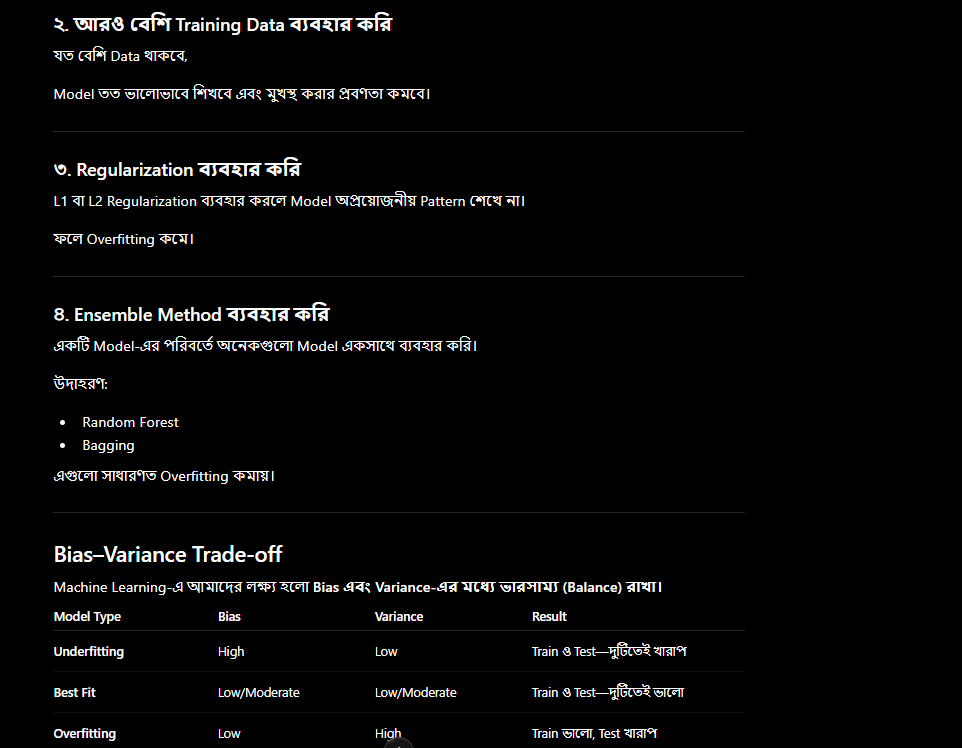 ২. আরও বেশি Training Data ব্যবহার করি
যত বেশি Data থাকবে,
Model তত ভালোভাবে শিখবে এবং মুখস্থ করার প্রবণতা কমবে।
৩. Regularization ব্যবহার করি
L1 বা L2 Regularization ব্যবহার করলে Model অপ্রয়োজনীয় Pattern শেখে না।
ফলে Overfitting কমে।
৪. Ensemble Method ব্যবহার করি
একটি Model-এর পরিবর্তে অনেকগুলো Model একসাথে ব্যবহার করি।
উদাহরণ:
• Random Forest
• Bagging
এগুলো সাধারণত Overfitting কমায়।
Bias–Variance Trade-off
Machine Learning-এ আমাদের লক্ষ্য হলো Bias এবং Variance-এর মধ্যে ভারসাম্য (Balance) রাখা।
Model Type Bias Variance Result
Underfitting High Low Train ও Test—দুটিতেই খারাপ
Best Fit Low/Moderate Low/Moderate Train ও Test—দুটিতেই ভালো
Overfitting Low High Train ভালো, Test খারাপ